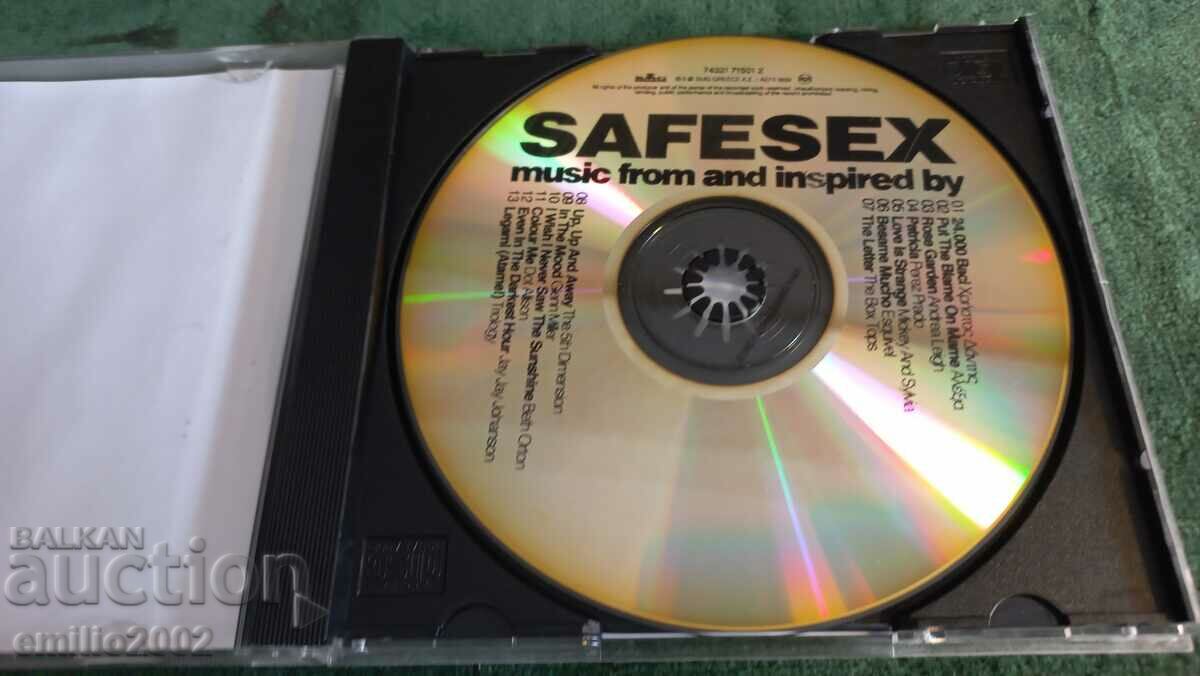 74321 71501 2
BMG
SAFESEX
music from and inspired by
01 24.000 Baci Χρήστος Δάντης
02 Put The Blame On Mame Αλέξια
03 Rose Garden Andrea Leigh
04 Patricia Perez Prado
05 Love Is Strange Mickey And Sylvia
06 Besame Mucho Esquivel
07 The Letter The Box Tops
08 Up, Up And Away The 5th Dimension
09 In The Mood Glenn Miller
10 I Wish I Never Saw The Sunshine Beth Orton
11 Colour Me Dot Allison
12 Even In The Darkest Hour Jay Jay Johanson
13 Legami (Atame!) Trilogy
BALKAN
auction
emilio2002